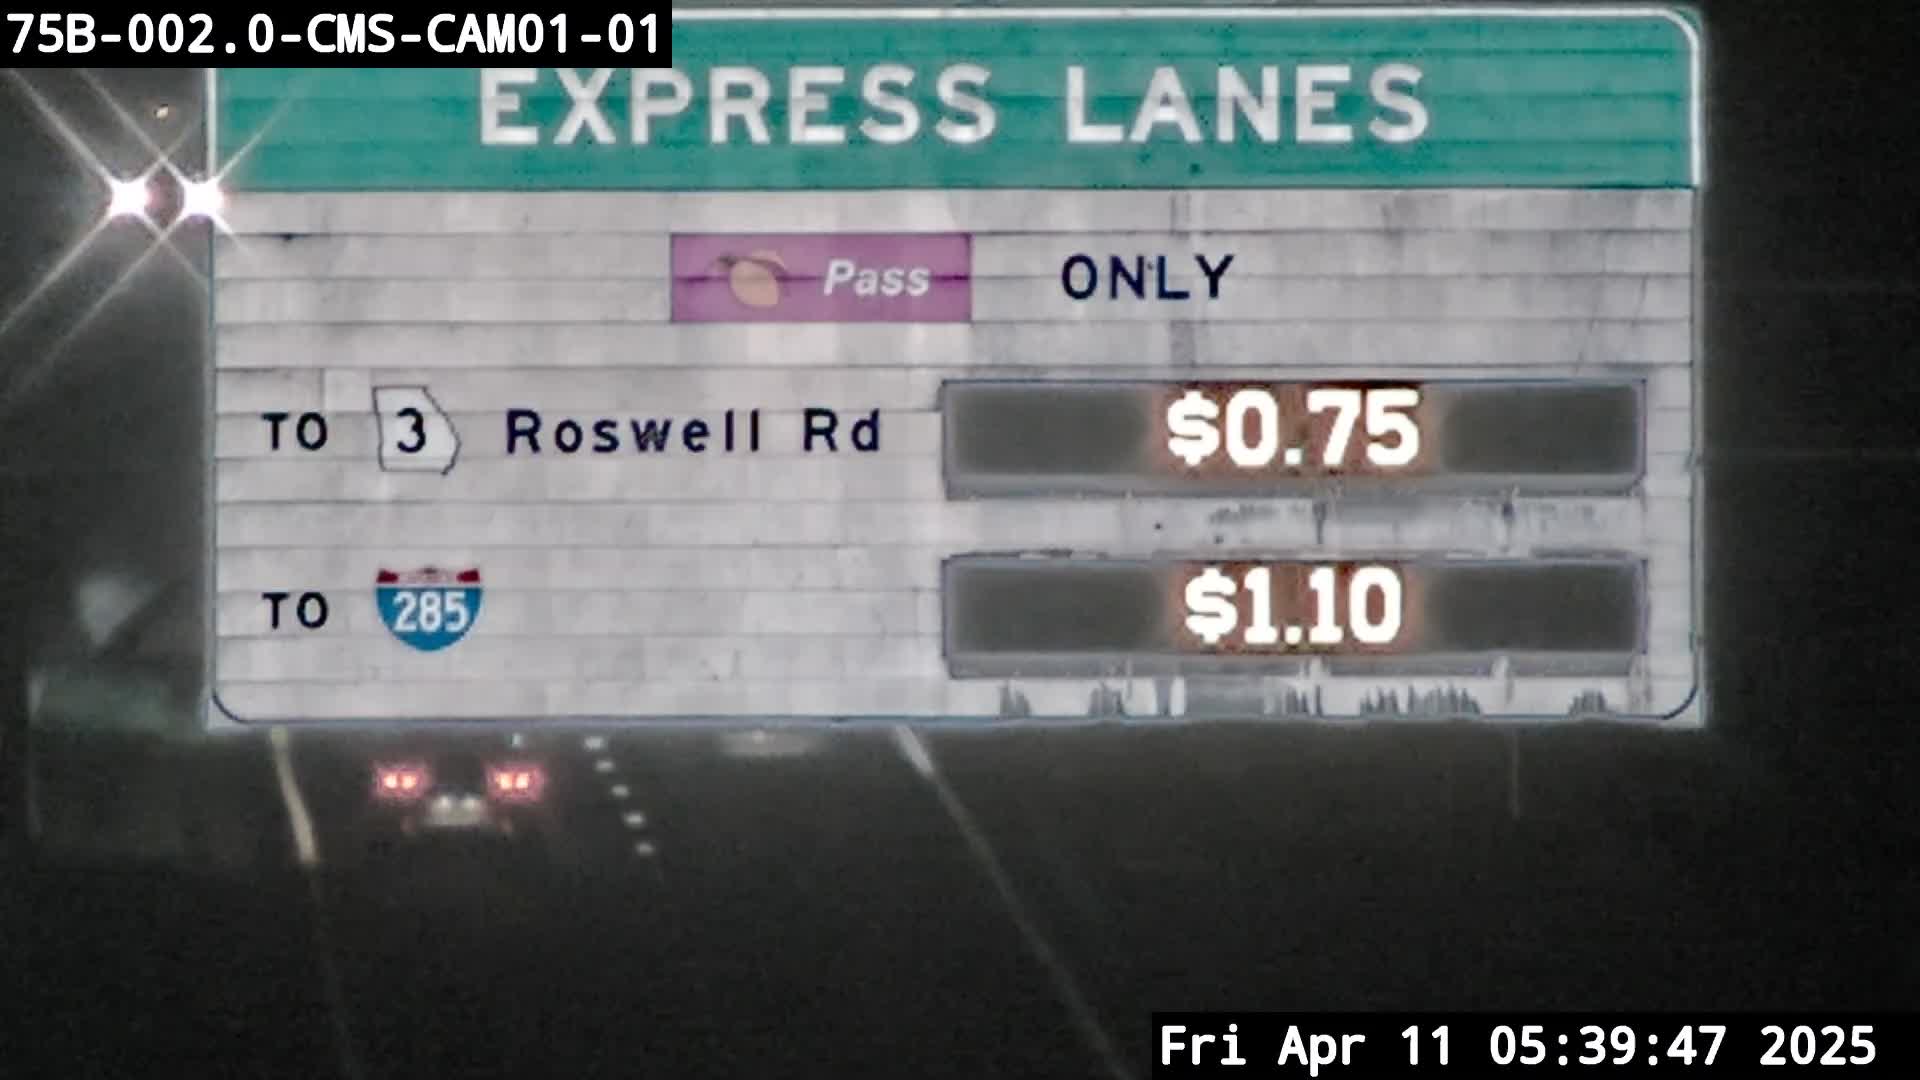 75B-002.0-CMS-CAM01-01
EXPRESS LANES
Pass ONLY
TO 3 Roswell Rd $0.75
TO 285 $1.10
Fri Apr 11 05:39:47 2025